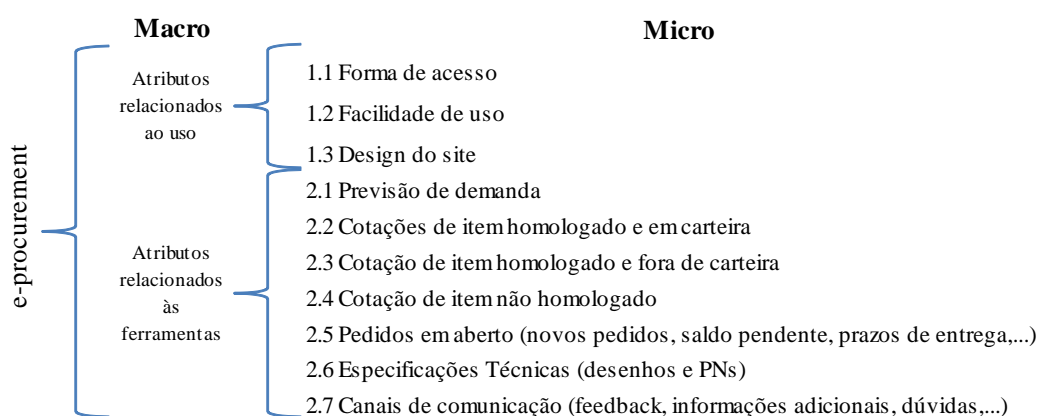 Macro
Micro
e-procurement
Atributos
relacionados
ao uso
1.1 Forma de acesso
1.2 Facilidade de uso
1.3 Design do site
Atributos
relacionados
às
ferramentas
2.1 Previsão de demanda
2.2 Cotações de item homologado e em carteira
2.3 Cotação de item homologado e fora de carteira
2.4 Cotação de item não homologado
2.5 Pedidos em aberto (novos pedidos, saldo pendente, prazos de entrega,...)
2.6 Especificações Técnicas (desenhos e PNs)
2.7 Canais de comunicação (feedback, informações adicionais, dúvidas,...)